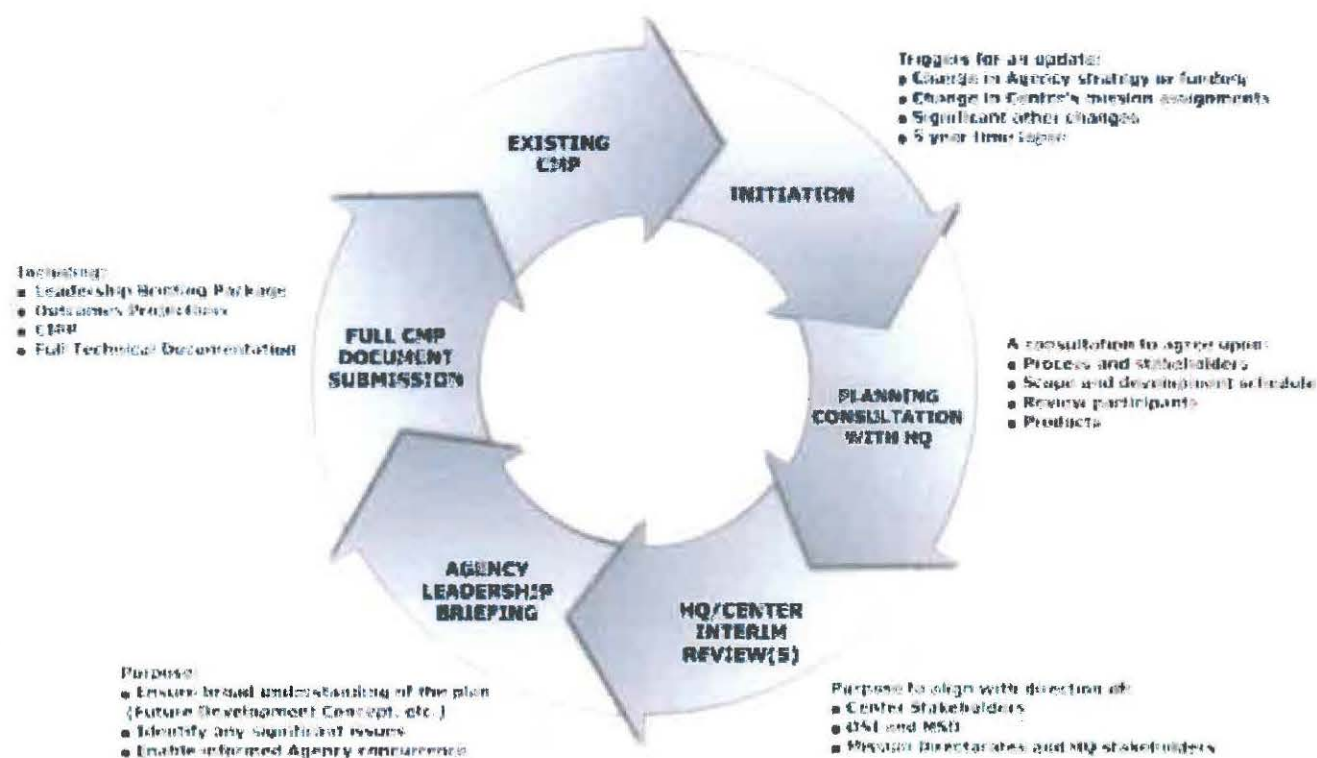 EXISTING
CMP
INITIATION
Triggers for an update:
• Change in Agency strategy or funding
• Change in Center's mission assignments
• Significant other changes
• 5 year time lapse
PLANNING
CONSULTATION
WITH HQ
A consultation to agree upon:
• Process and stakeholders
• Scope and development schedule
• Review participants
• Products
HQ/CENTER
INTERIM
REVIEW(S)
Purpose to align with direction of:
• Center Stakeholders
• OSI and MSD
• Mission Directorates and HQ stakeholders
AGENCY
LEADERSHIP
BRIEFING
Purpose:
• Ensure broad understanding of the plan
(Future Development Concept, etc.)
• Identify any significant issues
• Enable informed Agency concurrence
FULL CMP
DOCUMENT
SUBMISSION
Including:
• Leadership Briefing Package
• Outcomes Projections
• CMP
• Full Technical Documentation